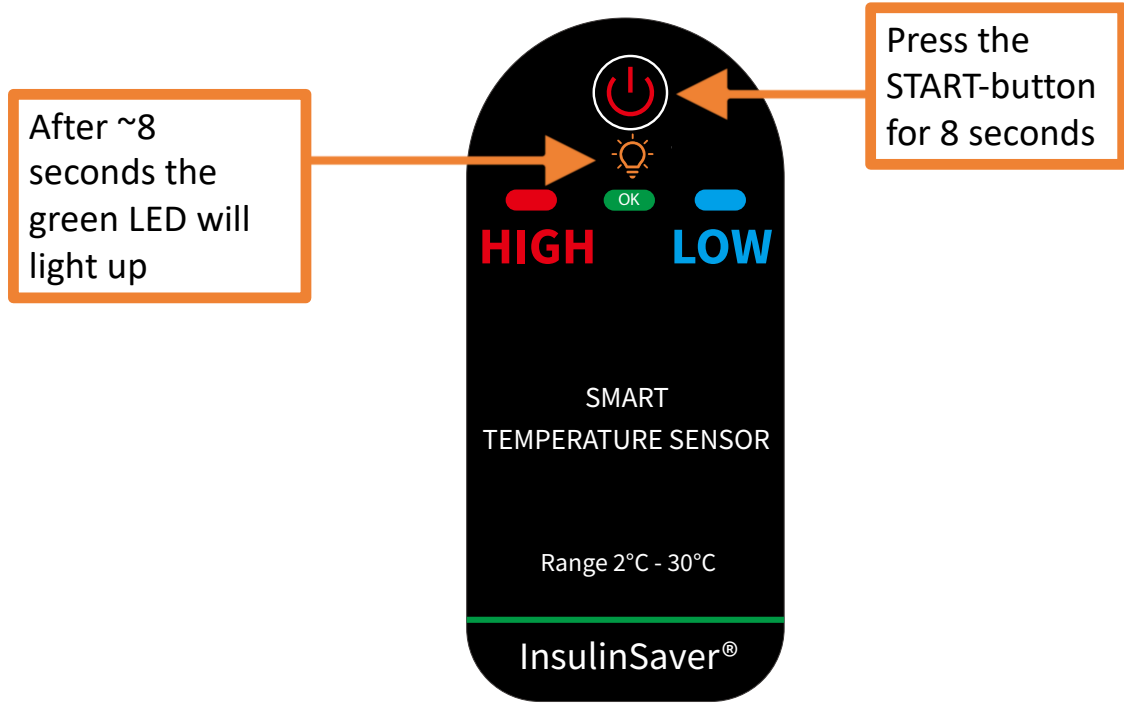 Press the
START-button
for 8 seconds
After ~8
seconds the
green LED will
light up
OK
HIGH LOW
SMART
TEMPERATURE SENSOR
Range 2°C - 30°C
InsulinSaver®